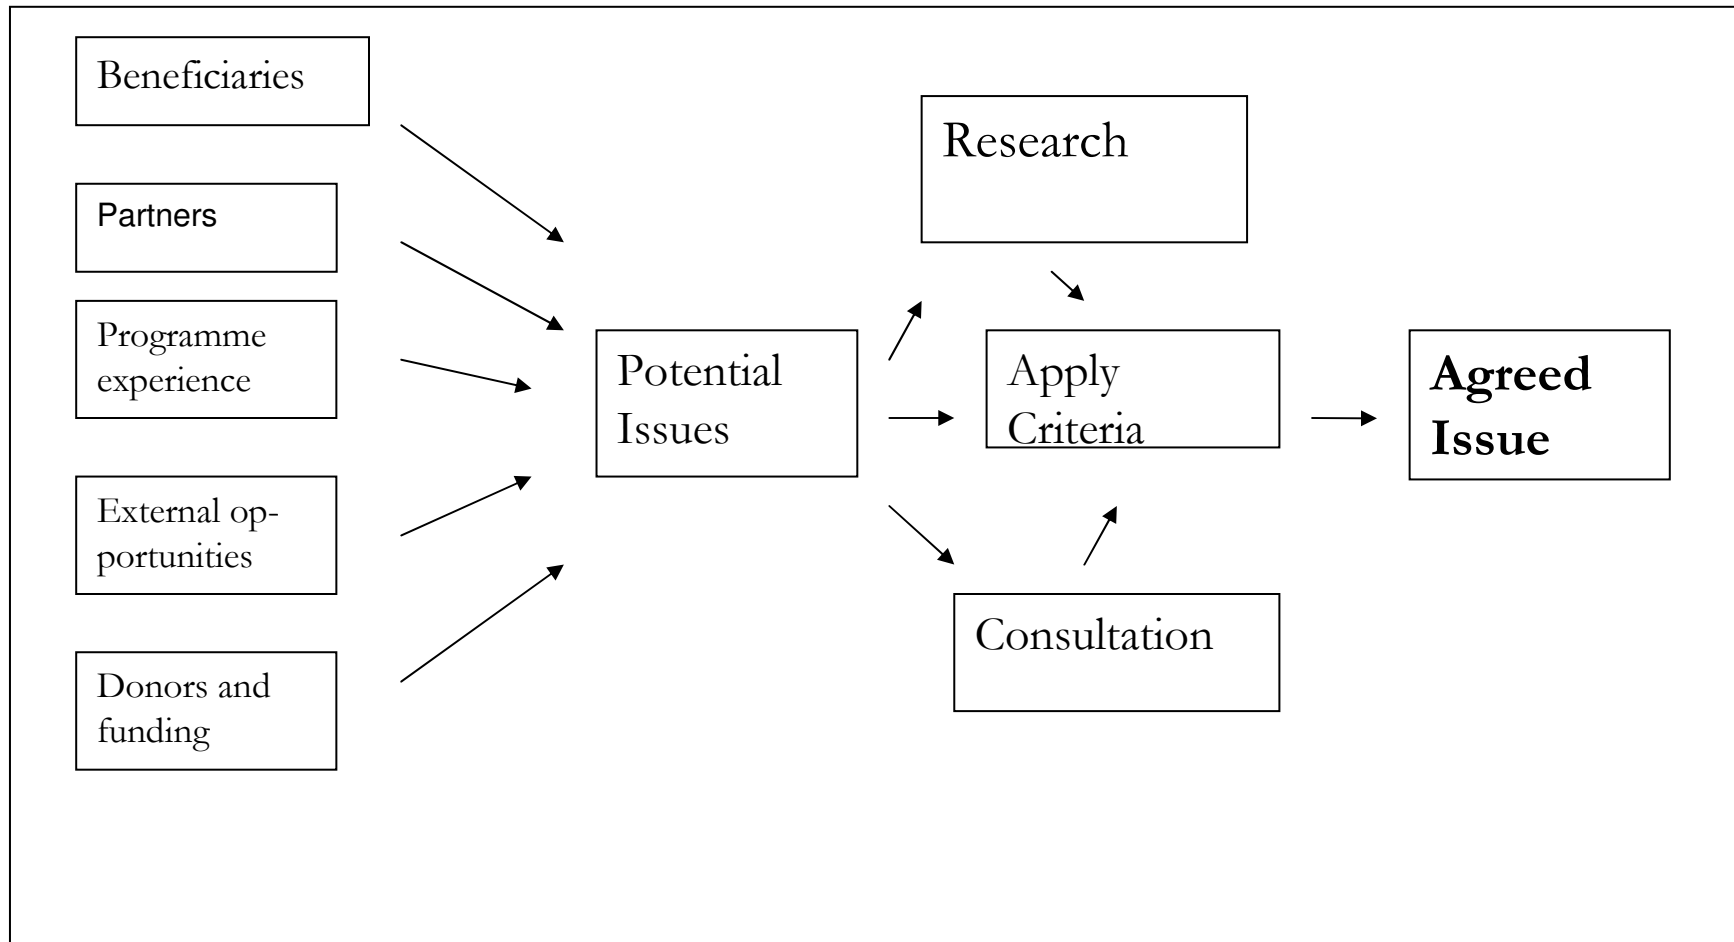 Beneficiaries
Partners
Programme
experience
External op-
portunities
Donors and
funding
Potential
Issues
Research
Apply
Criteria
Consultation
Agreed
Issue